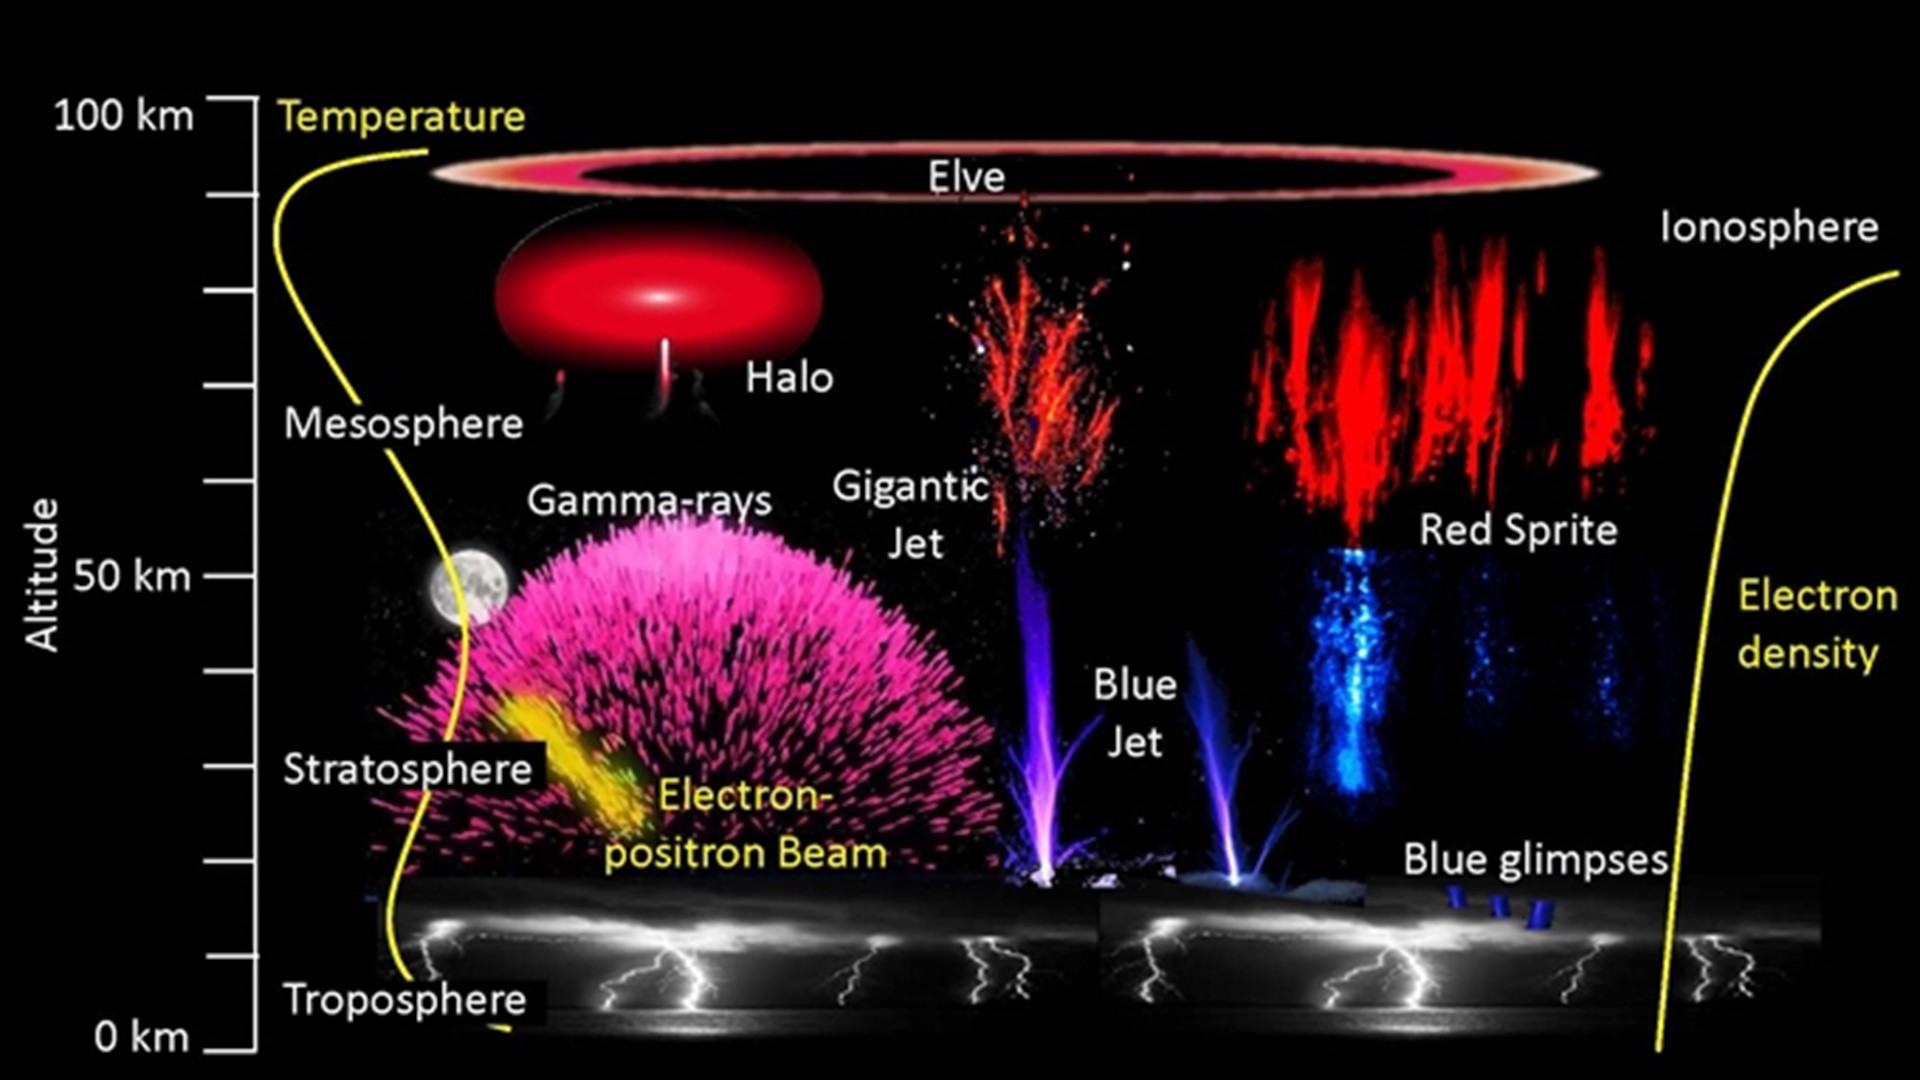 100 km
Temperature
Elve
Ionosphere
Halo
Mesosphere
Gamma-rays
Gigantic
Jet
Red Sprite
Altitude
50 km
Electron
density
Blue
Jet
Stratosphere
Electron-
positron Beam
Blue glimpses
Troposphere
0 km